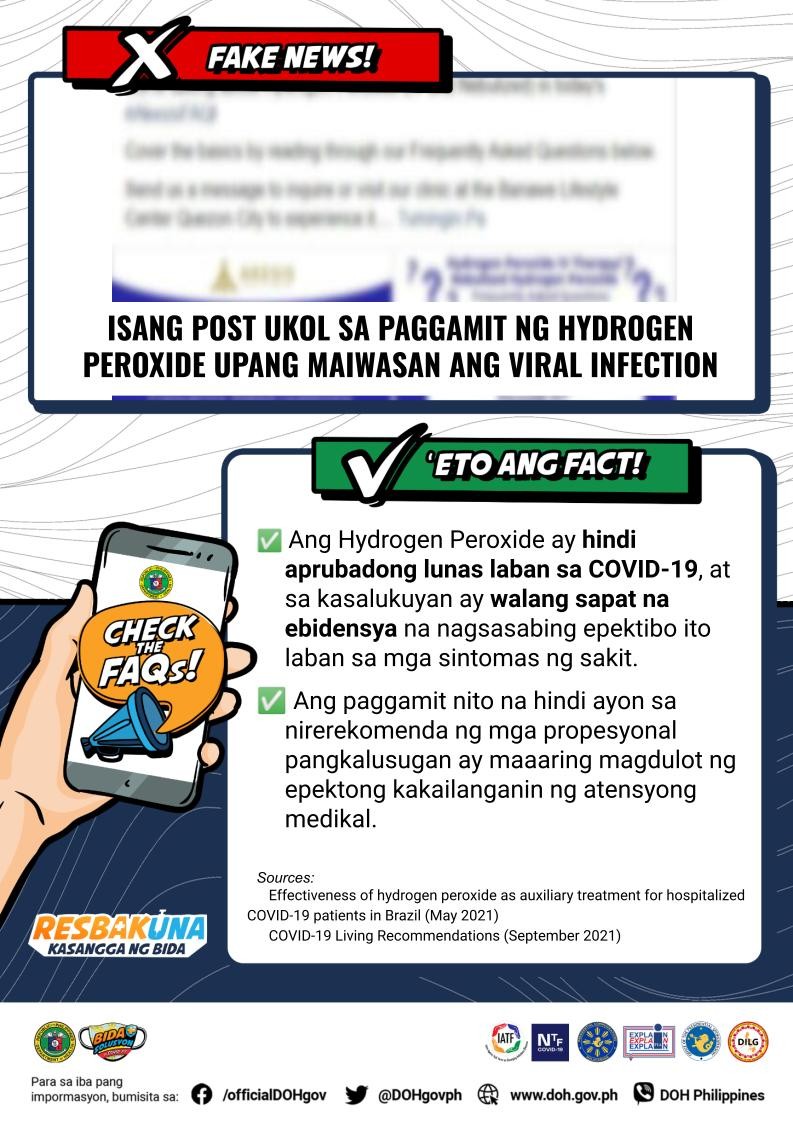 X FAKE NEWS!
Cover the basics by reading through our Frequently Asked Questions below.
Send us a message to inquire or visit our clinic at the Banawe Lifestyle
Center Quezon City to experience it...
ISANG POST UKOL SA PAGGAMIT NG HYDROGEN
PEROXIDE UPANG MAIWASAN ANG VIRAL INFECTION
'ETO ANG FACT!
✅ Ang Hydrogen Peroxide ay hindi
aprubadong lunas laban sa COVID-19, at
sa kasalukuyan ay walang sapat na
ebidensya na nagsasabing epektibo ito
laban sa mga sintomas ng sakit.
✅ Ang paggamit nito na hindi ayon sa
nirerekomenda ng mga propesyonal
pangkalusugan ay maaaring magdulot ng
epektong kakailanganin ng atensyong
medikal.
CHECK
THE
FAQs!
Sources:
Effectiveness of hydrogen peroxide as auxiliary treatment for hospitalized
COVID-19 patients in Brazil (May 2021)
COVID-19 Living Recommendations (September 2021)
RESBAKUNA
KASANGGA NG BIDA
BIDA
SOLUSYON
IATF
NTF
COVID-19
EXPLAIN
EXPLAIN
EXPLAIN
DILG
Para sa iba pang
impormasyon, bumisita sa:
/officialDOHgov
@DOHgovph
www.doh.gov.ph
DOH Philippines